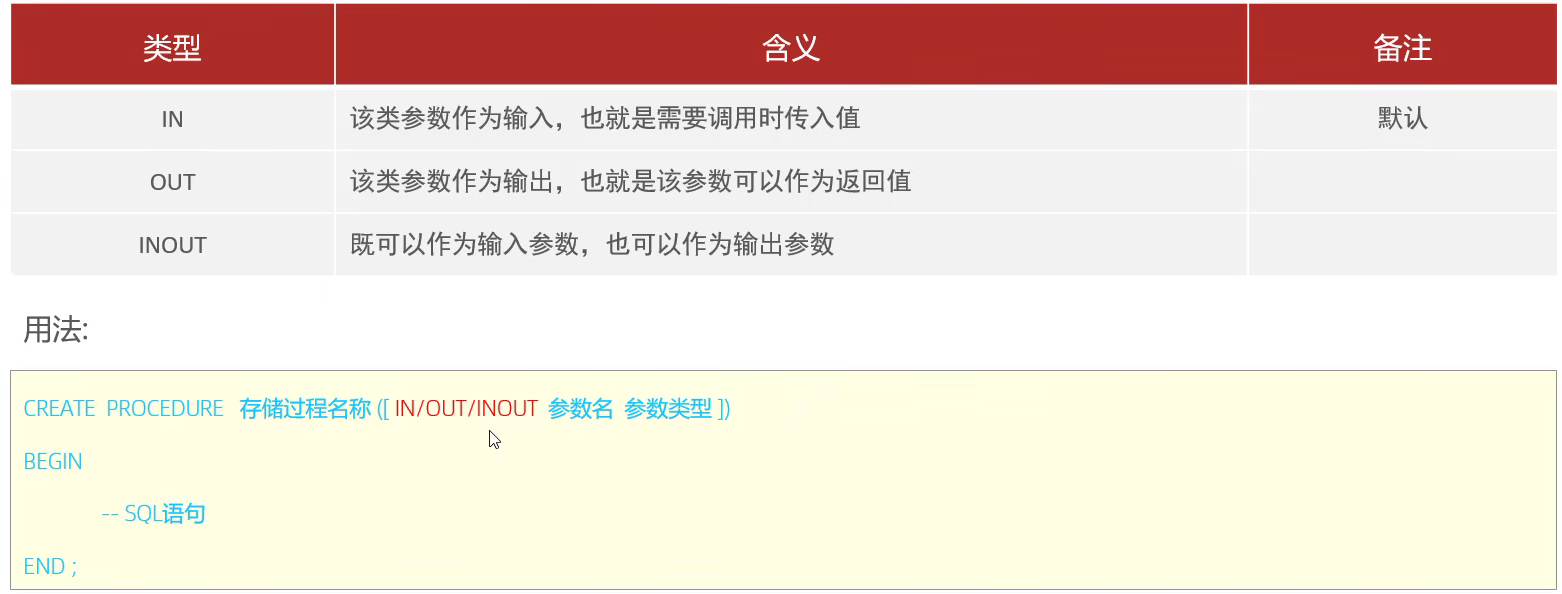 类型 含义 备注
IN 该类参数作为输入，也就是需要调用时传入值 默认
OUT 该类参数作为输出，也就是该参数可以作为返回值
INOUT 既可以作为输入参数，也可以作为输出参数
用法:
CREATE PROCEDURE 存储过程名称 ([ IN/OUT/INOUT 参数名 参数类型 ])
BEGIN
-- SQL语句
END ;